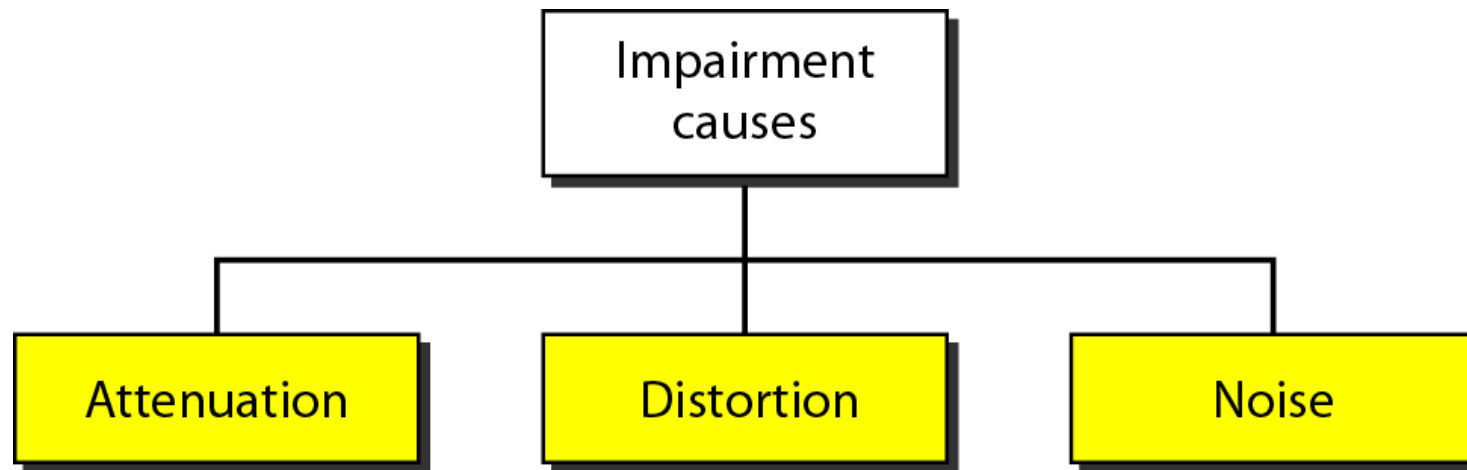 Impairment
causes
Attenuation
Distortion
Noise